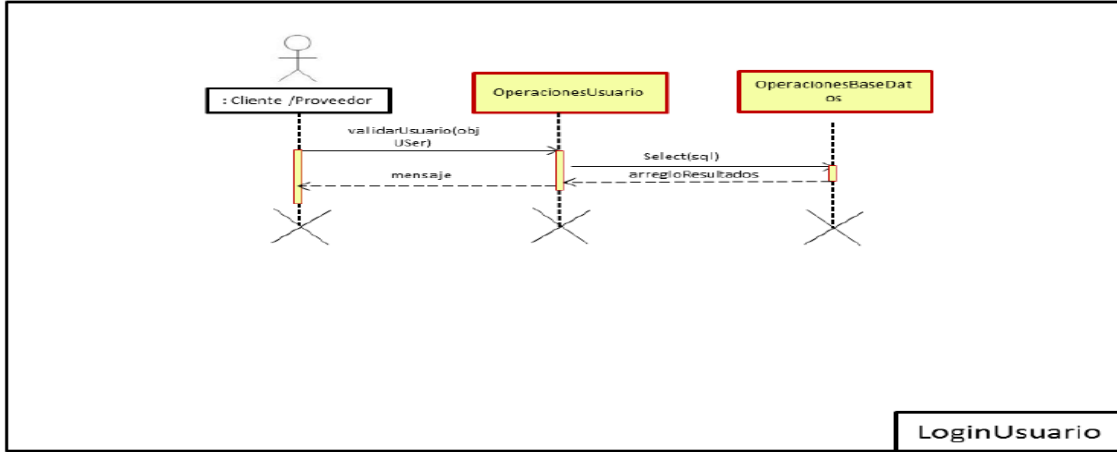 : Cliente /Proveedor
OperacionesUsuario
OperacionesBaseDat
os
validarUsuario(obj
USer)
Select(sql)
mensaje
arregloResultados
LoginUsuario